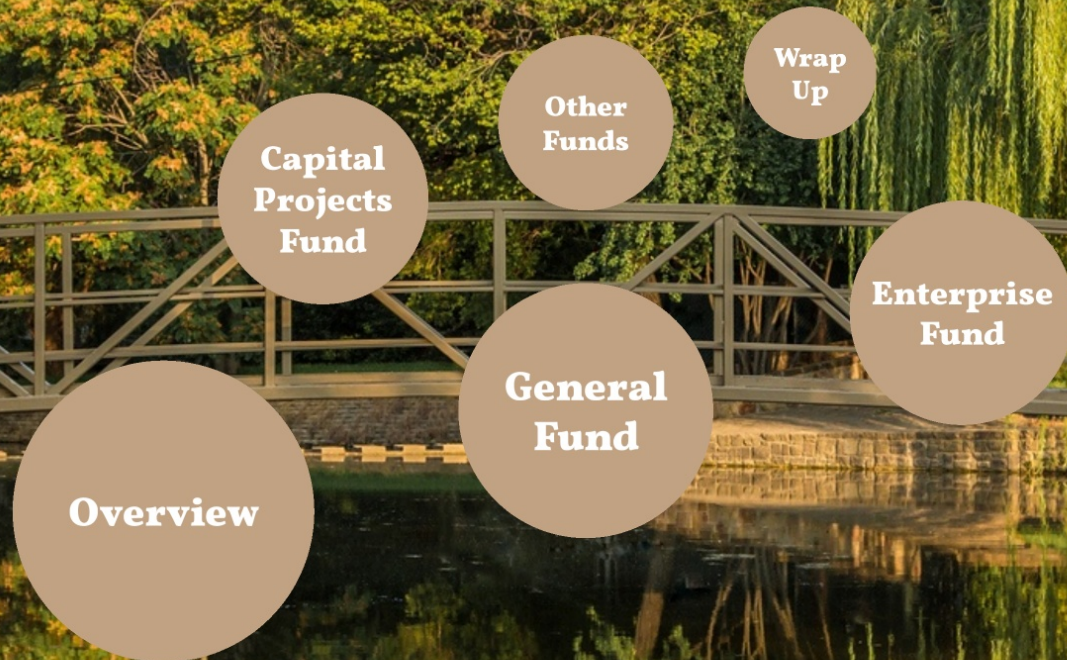 Wrap
Up
Other
Funds
Capital
Projects
Fund
Enterprise
Fund
General
Fund
Overview